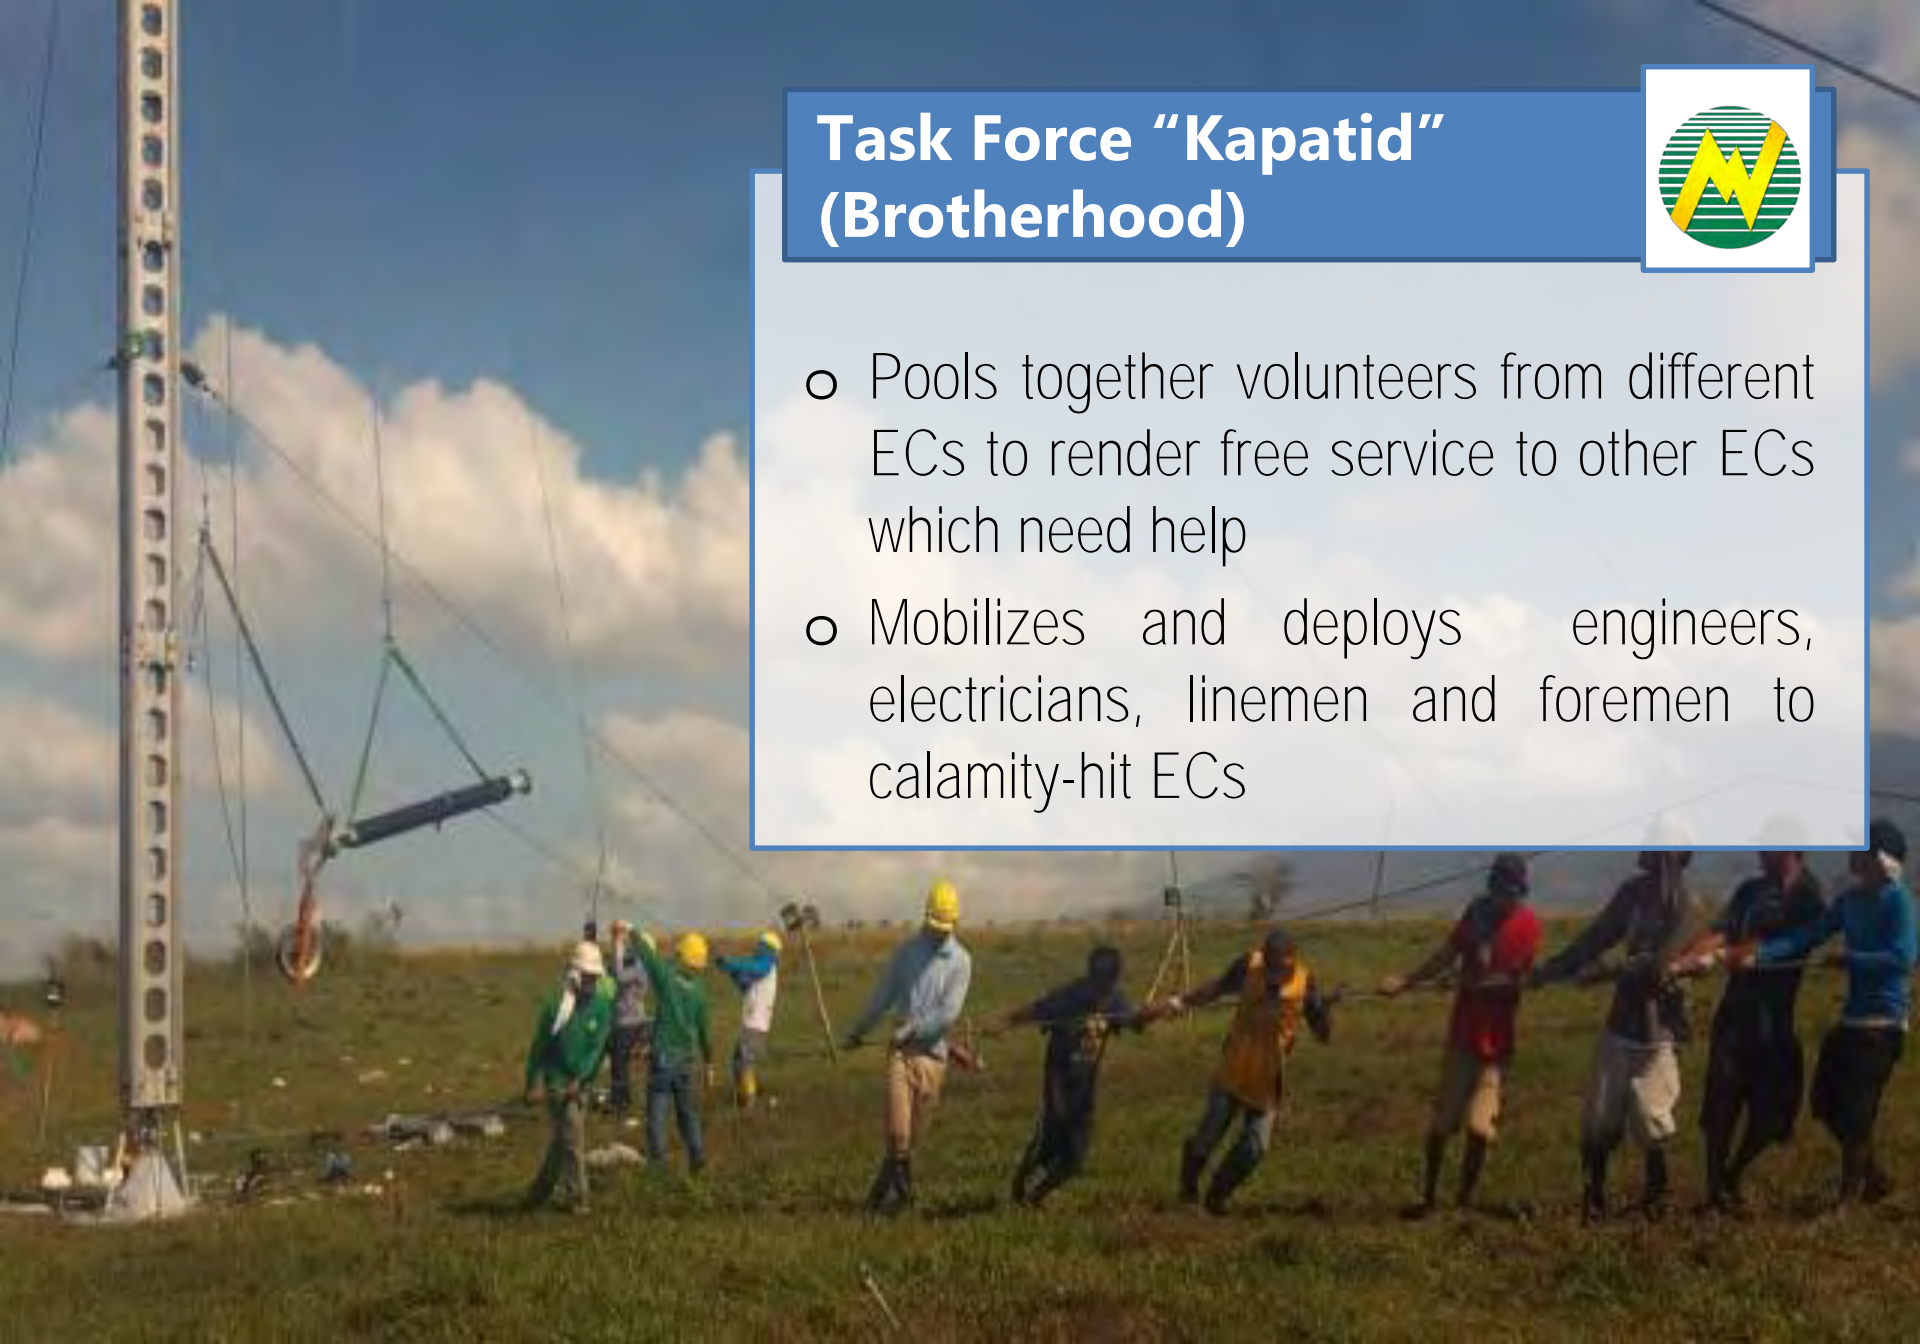 Task Force “Kapatid”
(Brotherhood)
o Pools together volunteers from different
ECs to render free service to other ECs
which need help
o Mobilizes and deploys engineers,
electricians, linemen and foremen to
calamity-hit ECs